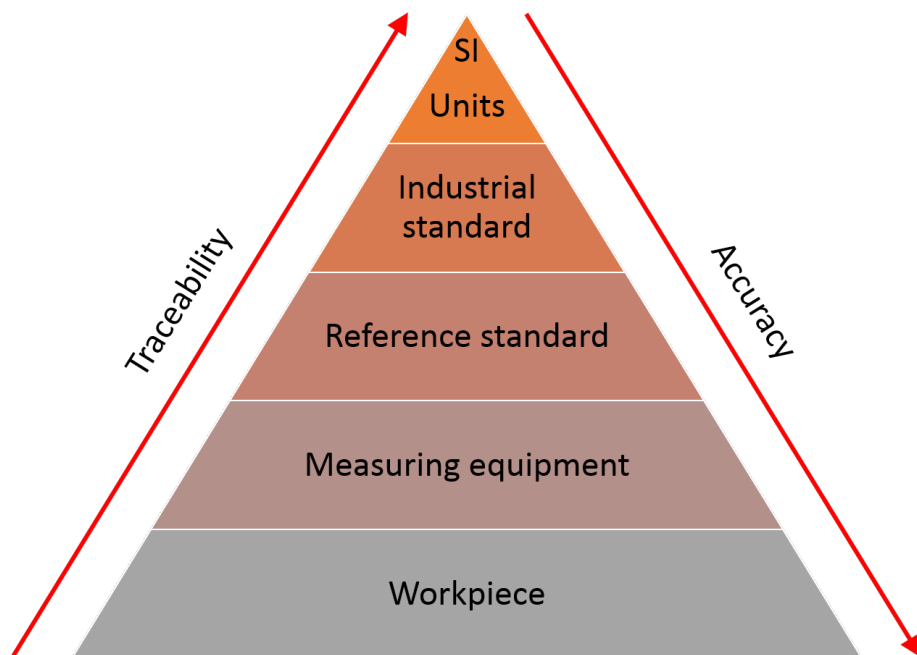 SI
Units
Industrial
standard
Traceability
Accuracy
Reference standard
Measuring equipment
Workpiece